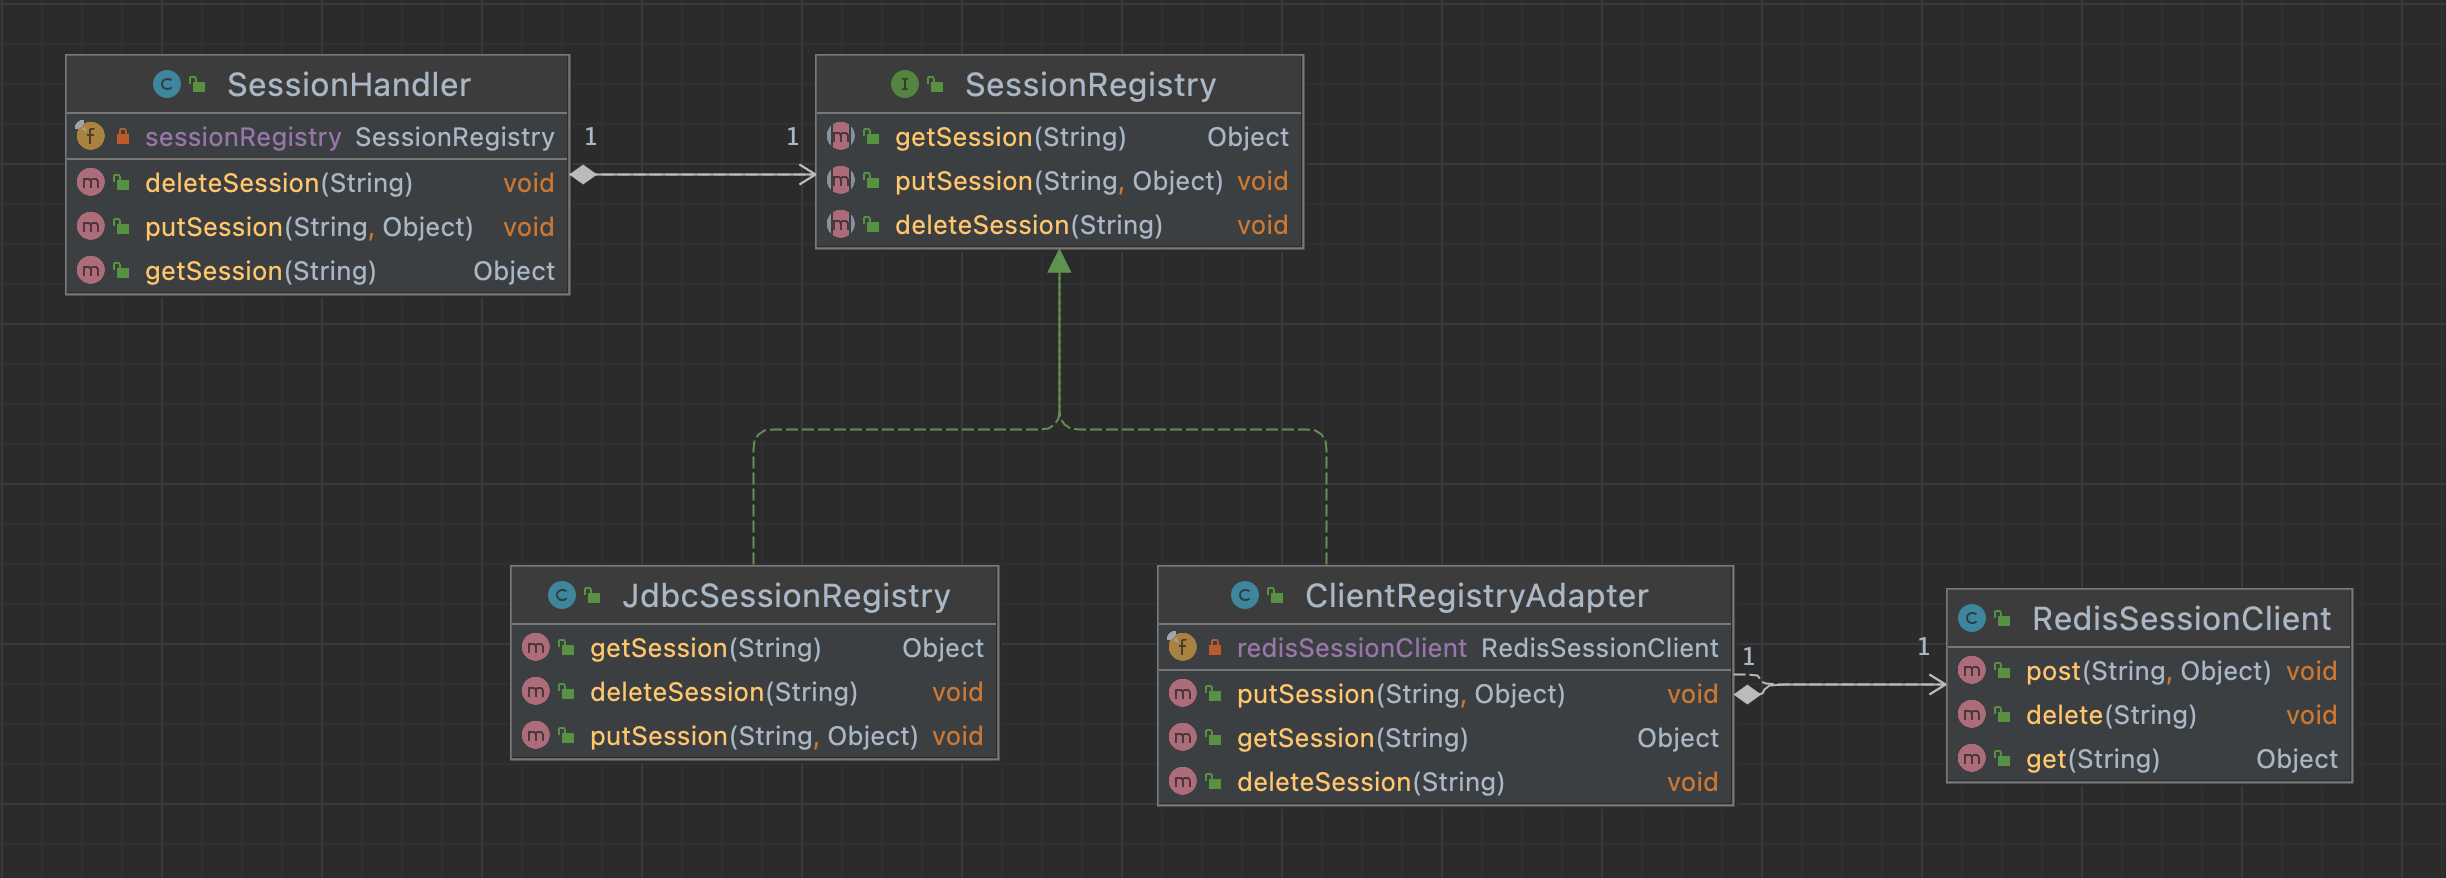 SessionHandler
sessionRegistry SessionRegistry
deleteSession(String) void
putSession(String, Object) void
getSession(String) Object
1 1
SessionRegistry
getSession(String) Object
putSession(String, Object) void
deleteSession(String) void
JdbcSessionRegistry
getSession(String) Object
deleteSession(String) void
putSession(String, Object) void
ClientRegistryAdapter
redisSessionClient RedisSessionClient
putSession(String, Object) void
getSession(String) Object
deleteSession(String) void
1 1
RedisSessionClient
post(String, Object) void
delete(String) void
get(String) Object